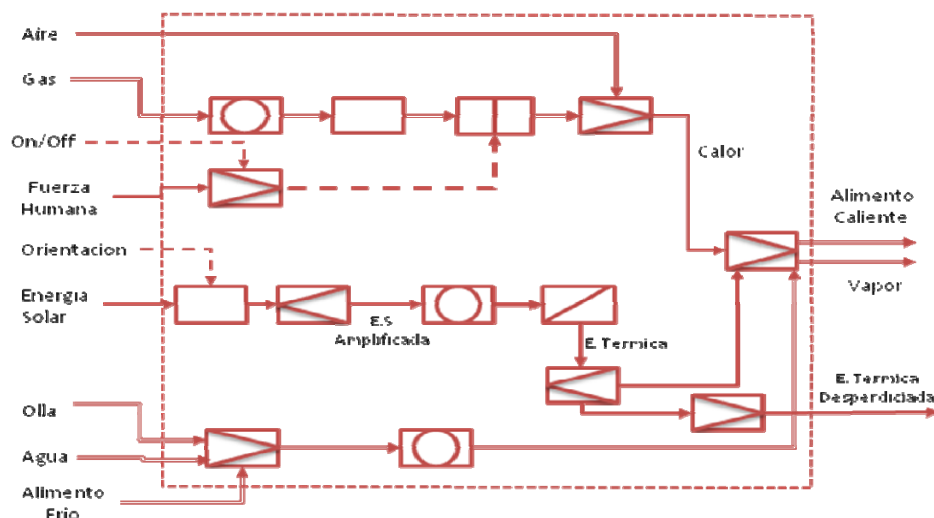 Aire
Gas
On/Off
Fuerza
Humana
Orientacion
Energia
Solar
Olla
Agua
Alimento
Frio
Calor
E.S
Amplificada
E.Termica
Alimento
Caliente
Vapor
E.Termica
Desperdiciada